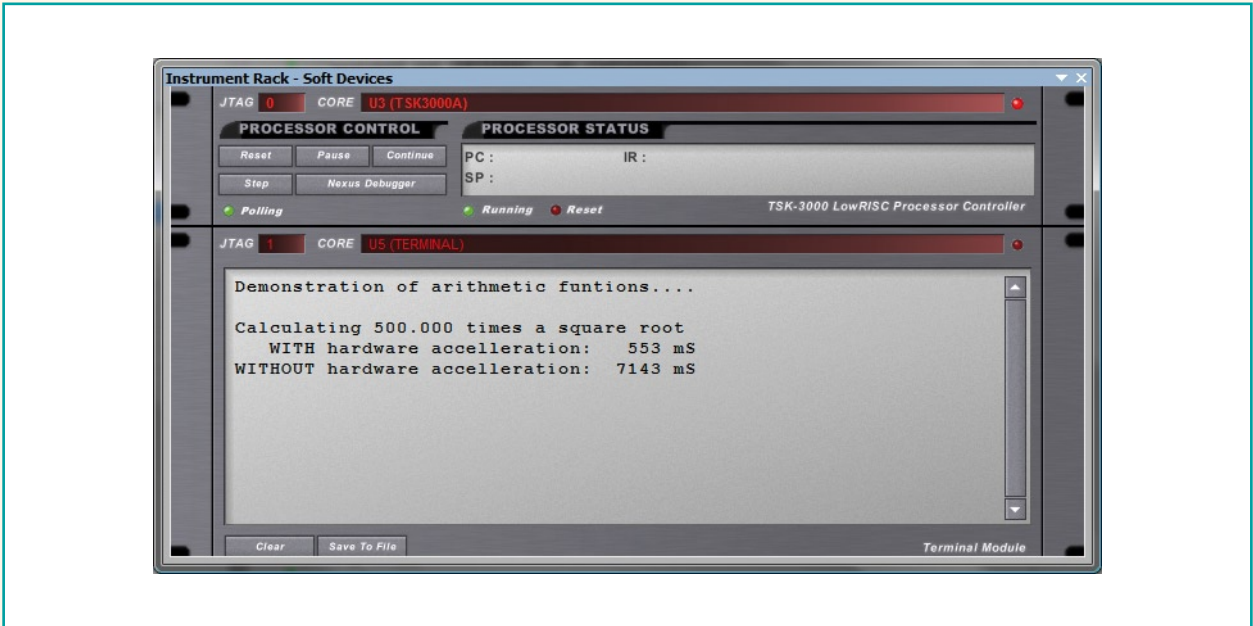 Instrument Rack - Soft Devices
JTAG 0 CORE U3 (TSK3000A)
PROCESSOR CONTROL PROCESSOR STATUS
Reset Pause Continue PC : IR :
Step Nexus Debugger SP :
Polling Running Reset TSK-3000 LowRISC Processor Controller
JTAG 1 CORE U5 (TERMINAL)
Demonstration of arithmetic funtions....
Calculating 500.000 times a square root
WITH hardware accelleration: 553 mS
WITHOUT hardware accelleration: 7143 mS
Clear Save To File Terminal Module